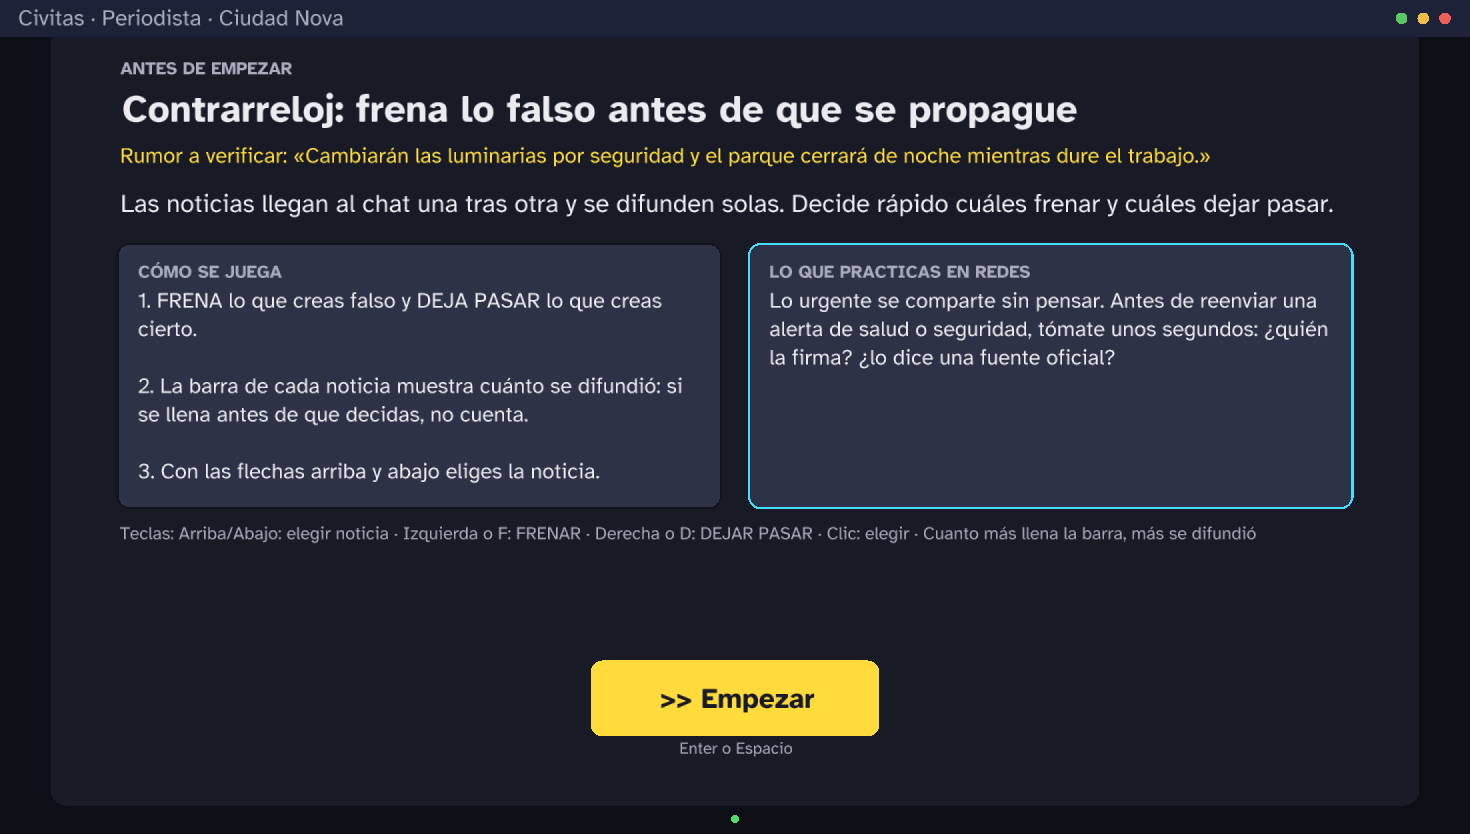 Civitas · Periodista · Ciudad Nova
ANTES DE EMPEZAR
Contrarreloj: frena lo falso antes de que se propague
Rumor a verificar: «Cambiarán las luminarias por seguridad y el parque cerrará de noche mientras dure el trabajo.»
Las noticias llegan al chat una tras otra y se difunden solas. Decide rápido cuáles frenar y cuáles dejar pasar.
CÓMO SE JUEGA
1. FRENA lo que creas falso y DEJA PASAR lo que creas
cierto.
2. La barra de cada noticia muestra cuánto se difundió: si
se llena antes de que decidas, no cuenta.
3. Con las flechas arriba y abajo eliges la noticia.
LO QUE PRACTICAS EN REDES
Lo urgente se comparte sin pensar. Antes de reenviar una
alerta de salud o seguridad, tómate unos segundos: ¿quién
la firma? ¿lo dice una fuente oficial?
Teclas: Arriba/Abajo: elegir noticia · Izquierda o F: FRENAR · Derecha o D: DEJAR PASAR · Clic: elegir · Cuanto más llena la barra, más se difundió
>> Empezar
Enter o Espacio